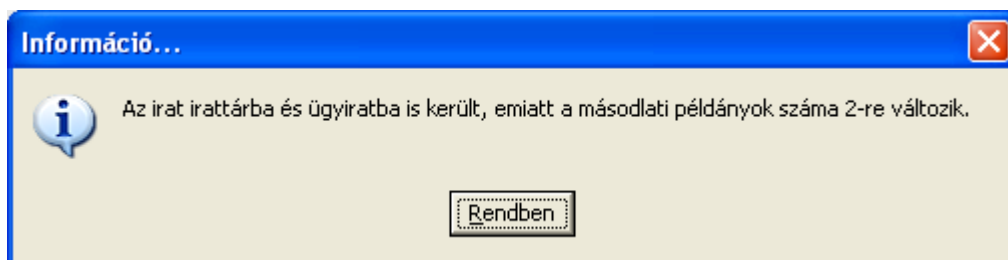 Információ...
Az irat irattárba és ügyiratba is került, emiatt a másodlati példányok száma 2-re változik.
Rendben